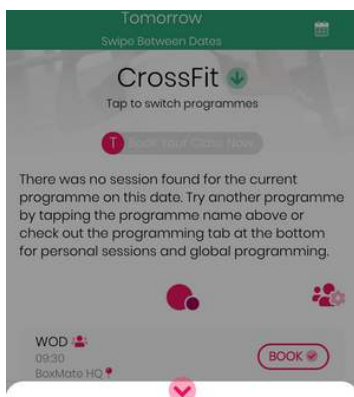 Tomorrow
Swipe Between Dates
CrossFit
Tap to switch programmes
T Book Your Class Now
There was no session found for the current
programme on this date. Try another programme
by tapping the programme name above or
check out the programming tab at the bottom
for personal sessions and global programming.
WOD
09:30
BOOK
BoxMate HQ